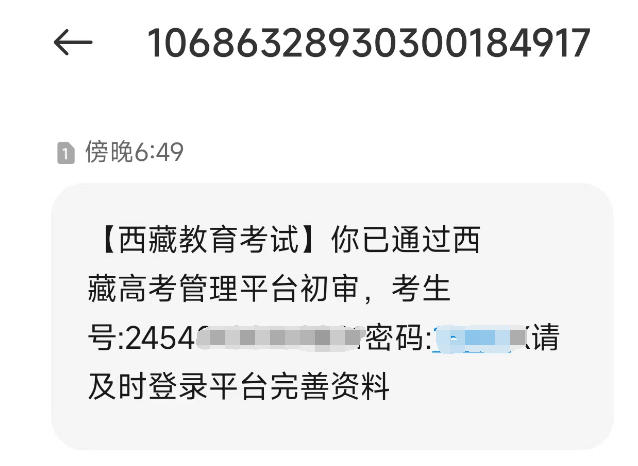 10686328930300184917
1 傍晚6:49
【西藏教育考试】你已通过西
藏高考管理平台初审，考生
号:2454 密码: 请
及时登录平台完善资料